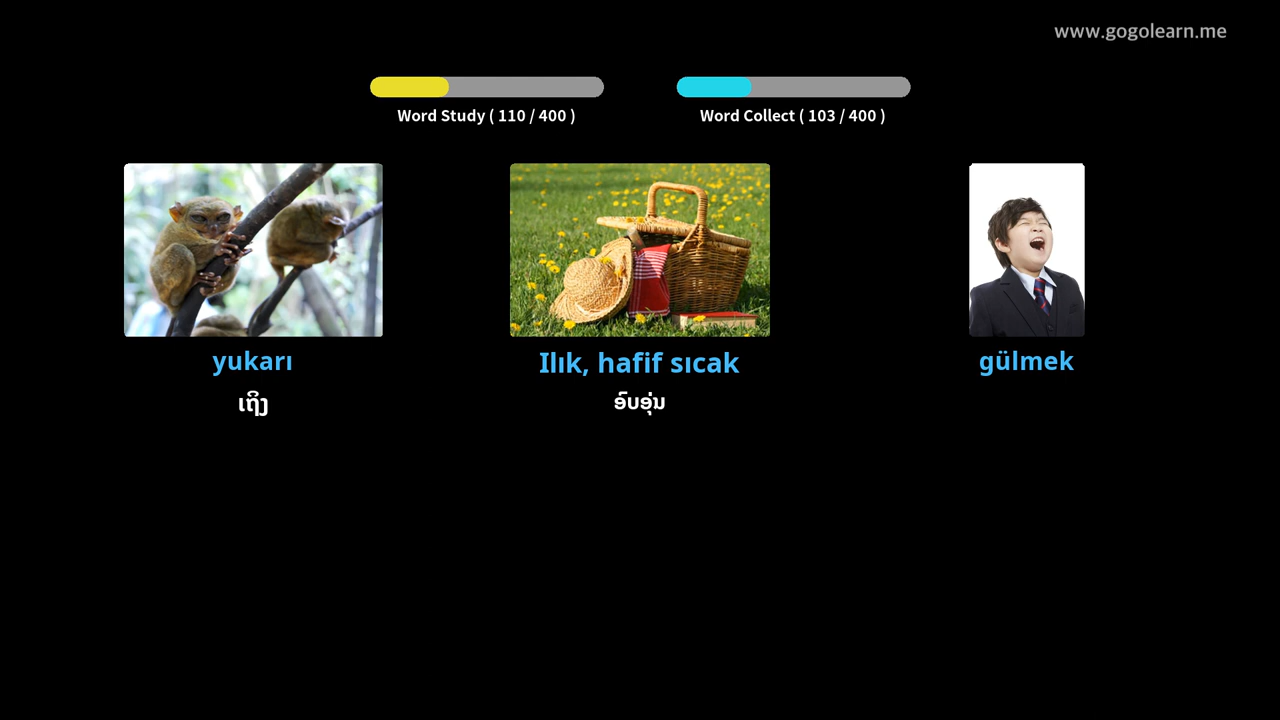 www.gogolearn.me
Word Study ( 110 / 400 )
Word Collect ( 103 / 400 )
yukarı
Ilık, hafif sıcak
gülmek
ເຖິງ
ອົບອຸ່ນ